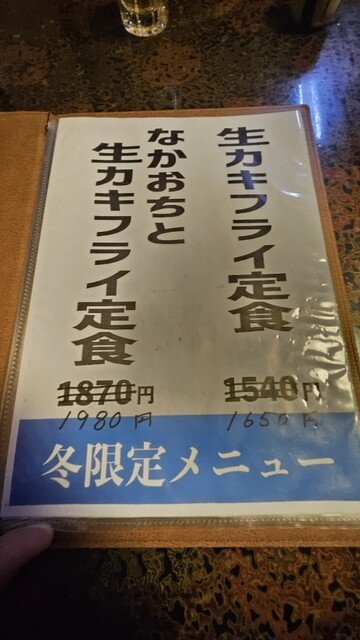 生カキフライ定食
1540円
1650円
なかおちと
生カキフライ定食
1870円
1980円
冬限定メニュー